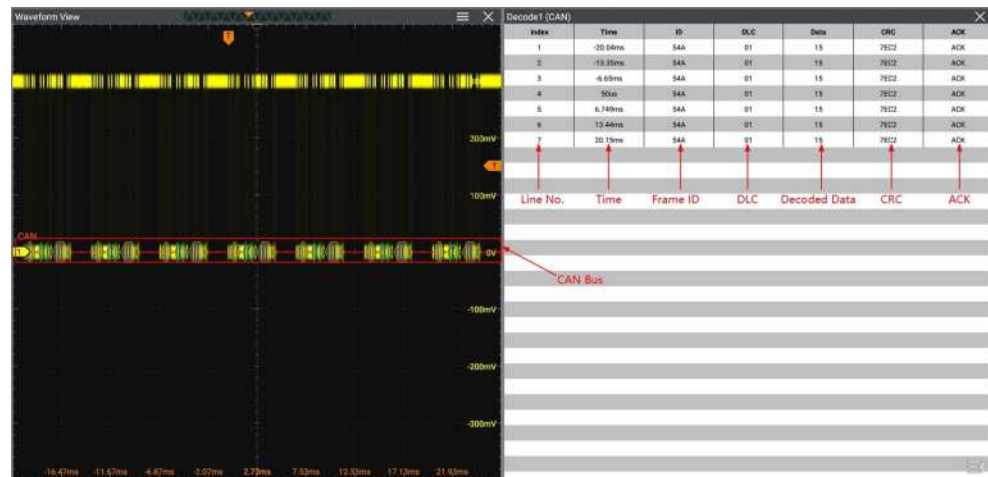 Waveform View
T
200mV
T
100mV
CAN
1
0V
-100mV
-200mV
-300mV
-16.47ms -11.67ms -6.87ms -2.07ms 2.73ms 7.53ms 12.33ms 17.13ms 21.93ms
Decode1 (CAN)
Index Time ID DLC Data CRC ACK
1 -20.04ms 54A 01 15 7EC2 ACK
2 -13.35ms 54A 01 15 7EC2 ACK
3 -6.65ms 54A 01 15 7EC2 ACK
4 50us 54A 01 15 7EC2 ACK
5 6.749ms 54A 01 15 7EC2 ACK
6 13.44ms 54A 01 15 7EC2 ACK
7 20.15ms 54A 01 15 7EC2 ACK
Line No. Time Frame ID DLC Decoded Data CRC ACK
CAN Bus